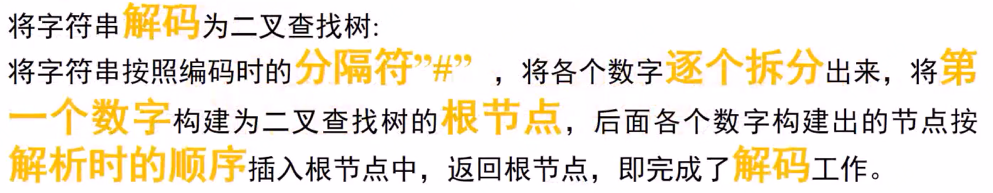 将字符串解码为二叉查找树:
将字符串按照编码时的分隔符”#” ，将各个数字逐个拆分出来，将第
一个数字构建为二叉查找树的根节点，后面各个数字构建出的节点按
解析时的顺序插入根节点中，返回根节点，即完成了解码工作。